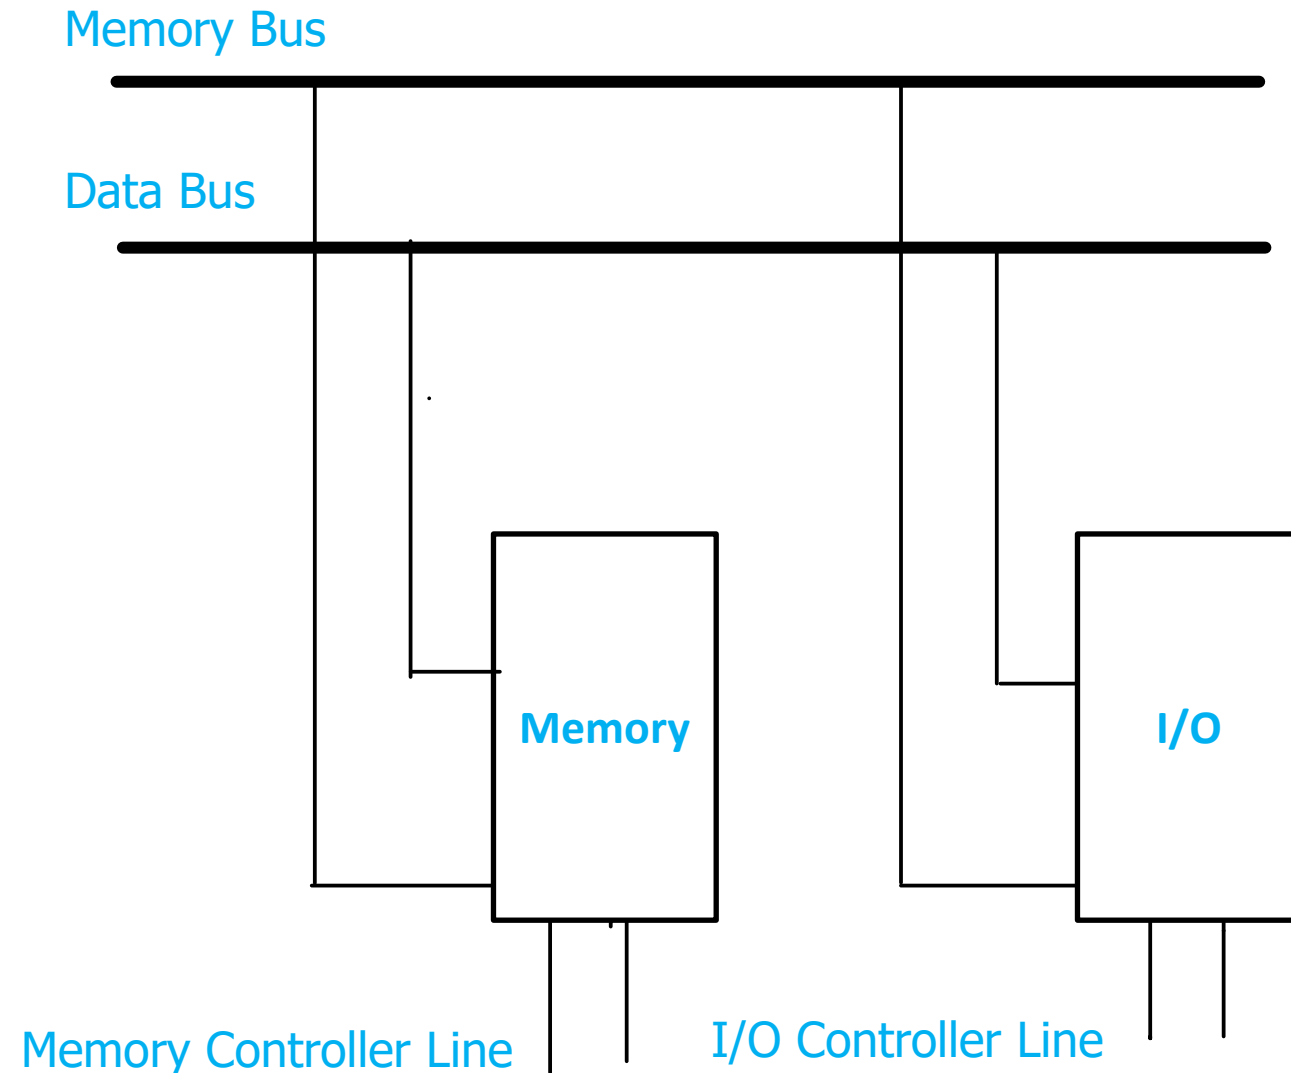 Memory Bus
Data Bus
Memory
I/O
Memory Controller Line
I/O Controller Line